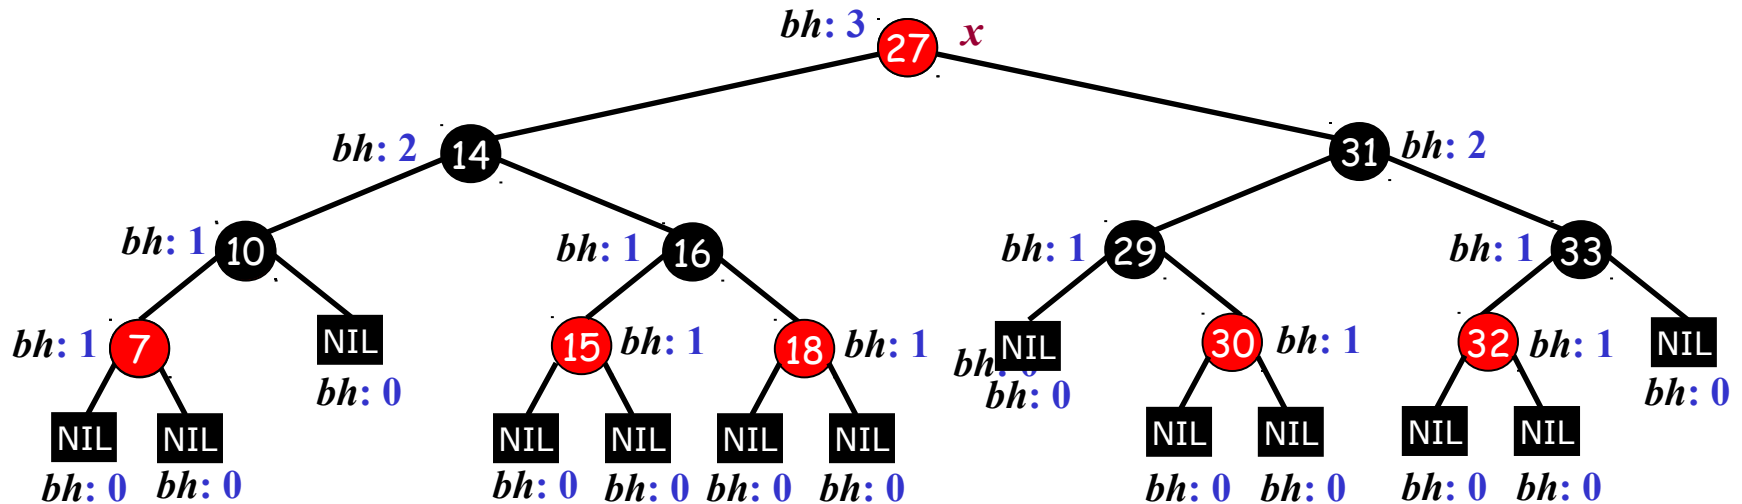 bh: 3 27 x
bh: 2 14 31 bh: 2
bh: 1 10 bh: 1 16 bh: 1 29 bh: 1 33
bh: 1 7 NIL 15 bh: 1 18 bh: 1 NIL 30 bh: 1 32 bh: 1 NIL
bh: 0
bh: 0 bh: 0 bh: 0
NIL NIL NIL NIL NIL NIL NIL NIL NIL NIL
bh: 0 bh: 0 bh: 0 bh: 0 bh: 0 bh: 0 bh: 0 bh: 0 bh: 0 bh: 0